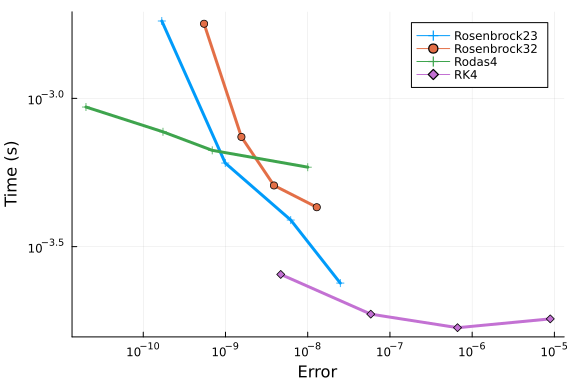 Rosenbrock23
Rosenbrock32
Rodas4
RK4
Time (s)
10⁻³·⁰
10⁻³·⁵
10⁻¹⁰ 10⁻⁹ 10⁻⁸ 10⁻⁷ 10⁻⁶ 10⁻⁵
Error